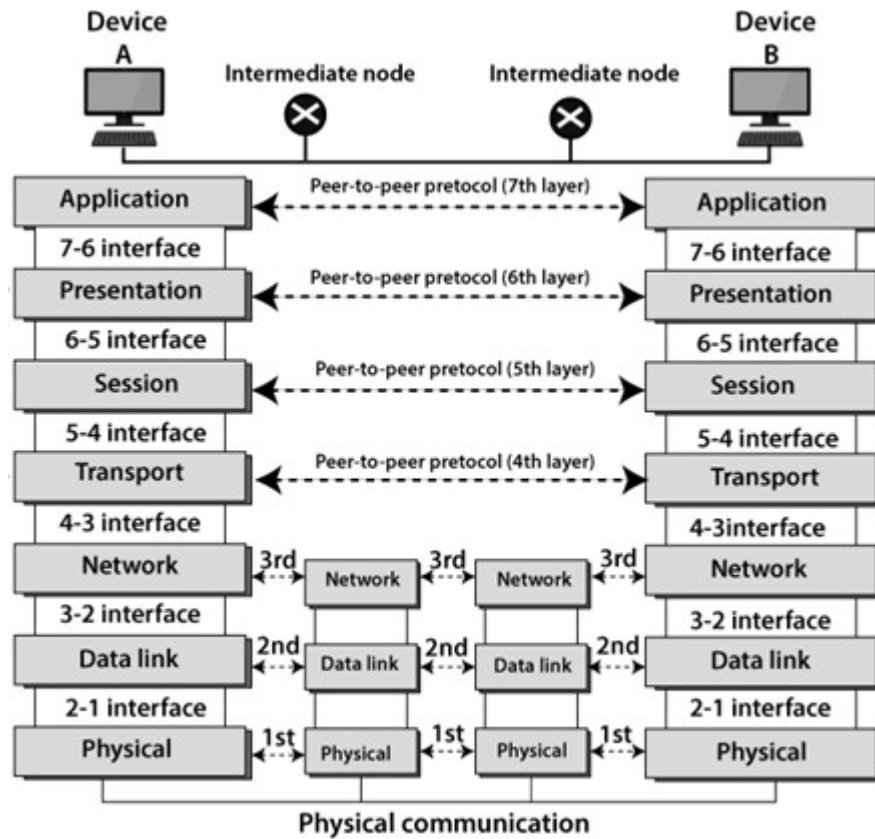 Device
A
Device
B
Intermediate node
Intermediate node
Application
Peer-to-peer pretocol (7th layer)
Application
7-6 interface
7-6 interface
Presentation
Peer-to-peer pretocol (6th layer)
Presentation
6-5 interface
6-5 interface
Session
Peer-to-peer pretocol (5th layer)
Session
5-4 interface
5-4 interface
Transport
Peer-to-peer pretocol (4th layer)
Transport
4-3 interface
4-3interface
Network
3rd
Network
3rd
Network
3rd
Network
3-2 interface
3-2 interface
Data link
2nd
Data link
2nd
Data link
2nd
Data link
2-1 interface
2-1 interface
Physical
1st
Physical
1st
Physical
1st
Physical
Physical communication